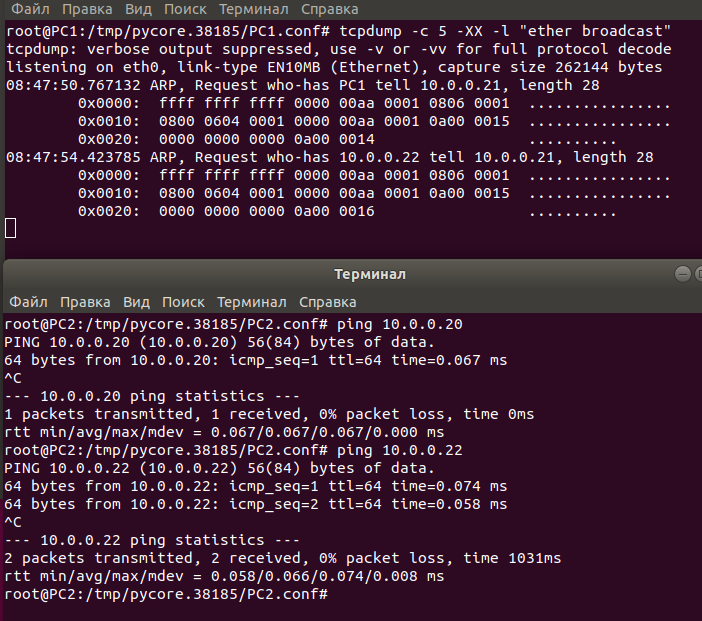 Файл Правка Вид Поиск Терминал Справка
root@PC1:/tmp/pycore.38185/PC1.conf# tcpdump -c 5 -XX -l "ether broadcast"
tcpdump: verbose output suppressed, use -v or -vv for full protocol decode
listening on eth0, link-type EN10MB (Ethernet), capture size 262144 bytes
08:47:50.767132 ARP, Request who-has PC1 tell 10.0.0.21, length 28
0x0000: ffff ffff ffff 0000 00aa 0001 0806 0001 ................
0x0010: 0800 0604 0001 0000 00aa 0001 0a00 0015 ................
0x0020: 0000 0000 0000 0a00 0014 ..........
08:47:54.423785 ARP, Request who-has 10.0.0.22 tell 10.0.0.21, length 28
0x0000: ffff ffff ffff 0000 00aa 0001 0806 0001 ................
0x0010: 0800 0604 0001 0000 00aa 0001 0a00 0015 ................
0x0020: 0000 0000 0000 0a00 0016 ..........
Терминал
Файл Правка Вид Поиск Терминал Справка
root@PC2:/tmp/pycore.38185/PC2.conf# ping 10.0.0.20
PING 10.0.0.20 (10.0.0.20) 56(84) bytes of data.
64 bytes from 10.0.0.20: icmp_seq=1 ttl=64 time=0.067 ms
^C
--- 10.0.0.20 ping statistics ---
1 packets transmitted, 1 received, 0% packet loss, time 0ms
rtt min/avg/max/mdev = 0.067/0.067/0.067/0.000 ms
root@PC2:/tmp/pycore.38185/PC2.conf# ping 10.0.0.22
PING 10.0.0.22 (10.0.0.22) 56(84) bytes of data.
64 bytes from 10.0.0.22: icmp_seq=1 ttl=64 time=0.074 ms
64 bytes from 10.0.0.22: icmp_seq=2 ttl=64 time=0.058 ms
^C
--- 10.0.0.22 ping statistics ---
2 packets transmitted, 2 received, 0% packet loss, time 1031ms
rtt min/avg/max/mdev = 0.058/0.066/0.074/0.008 ms
root@PC2:/tmp/pycore.38185/PC2.conf#